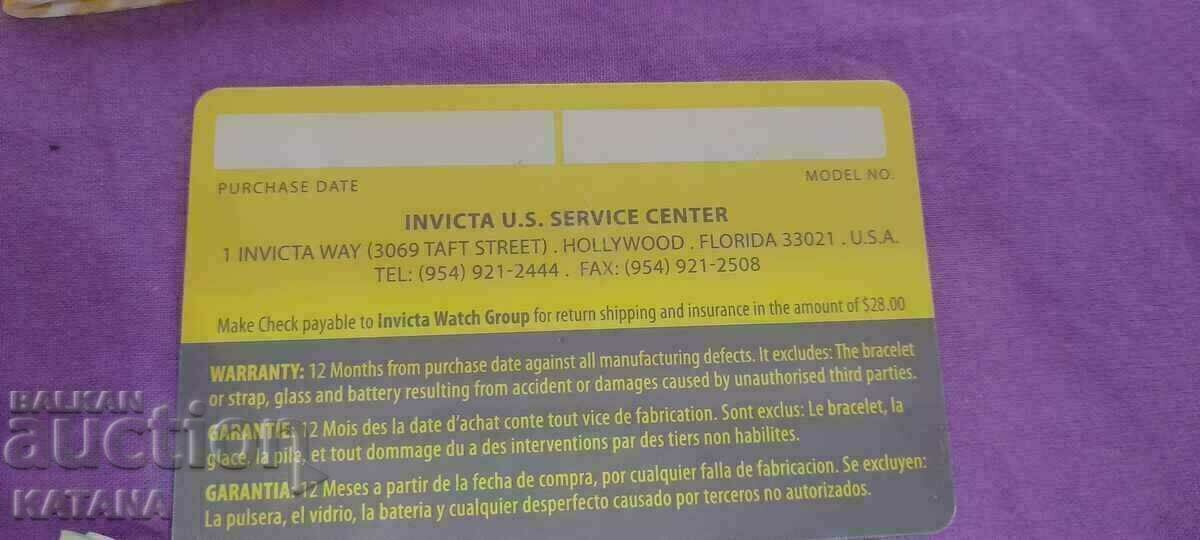 PURCHASE DATE
MODEL NO.
INVICTA U.S. SERVICE CENTER
1 INVICTA WAY (3069 TAFT STREET) . HOLLYWOOD . FLORIDA 33021 . U.S.A.
TEL: (954) 921-2444 . FAX: (954) 921-2508
Make Check payable to Invicta Watch Group for return shipping and insurance in the amount of $28.00
WARRANTY: 12 Months from purchase date against all manufacturing defects. It excludes: The bracelet
or strap, glass and battery resulting from accident or damages caused by unauthorised third parties.
GARANTIE: 12 Mois des la date d'achat conte tout vice de fabrication. Sont exclus: Le bracelet, la
glace, la pile, et tout dommage du a des interventions par des tiers non habilites.
GARANTIA: 12 Meses a partir de la fecha de compra, por cualquier falla de fabricacion. Se excluyen:
La pulsera, el vidrio, la bateria y cualquier desperfecto causado por terceros no autorizados.
BALKAN
auction
KATANA